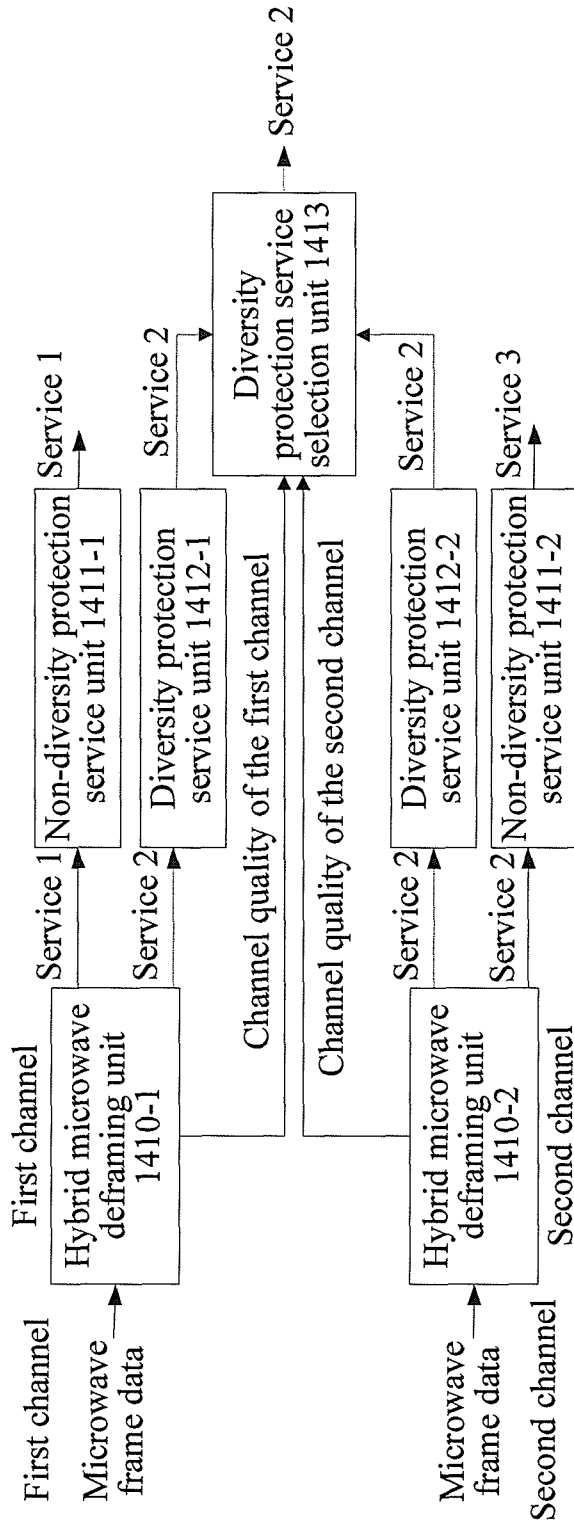 First channel
Microwave
frame data
First channel
Hybrid microwave
deframing unit
1410-1
Service 1
Service 2
Non-diversity protection
service unit 1411-1
Diversity protection
service unit 1412-1
Service 1
Service 2
Channel quality of the first channel
Channel quality of the second channel
Diversity
protection service
selection unit 1413
Service 2
Microwave
frame data
Second channel
Hybrid microwave
deframing unit
1410-2
Second channel
Service 2
Service 2
Diversity protection
service unit 1412-2
Non-diversity protection
service unit 1411-2
Service 2
Service 3